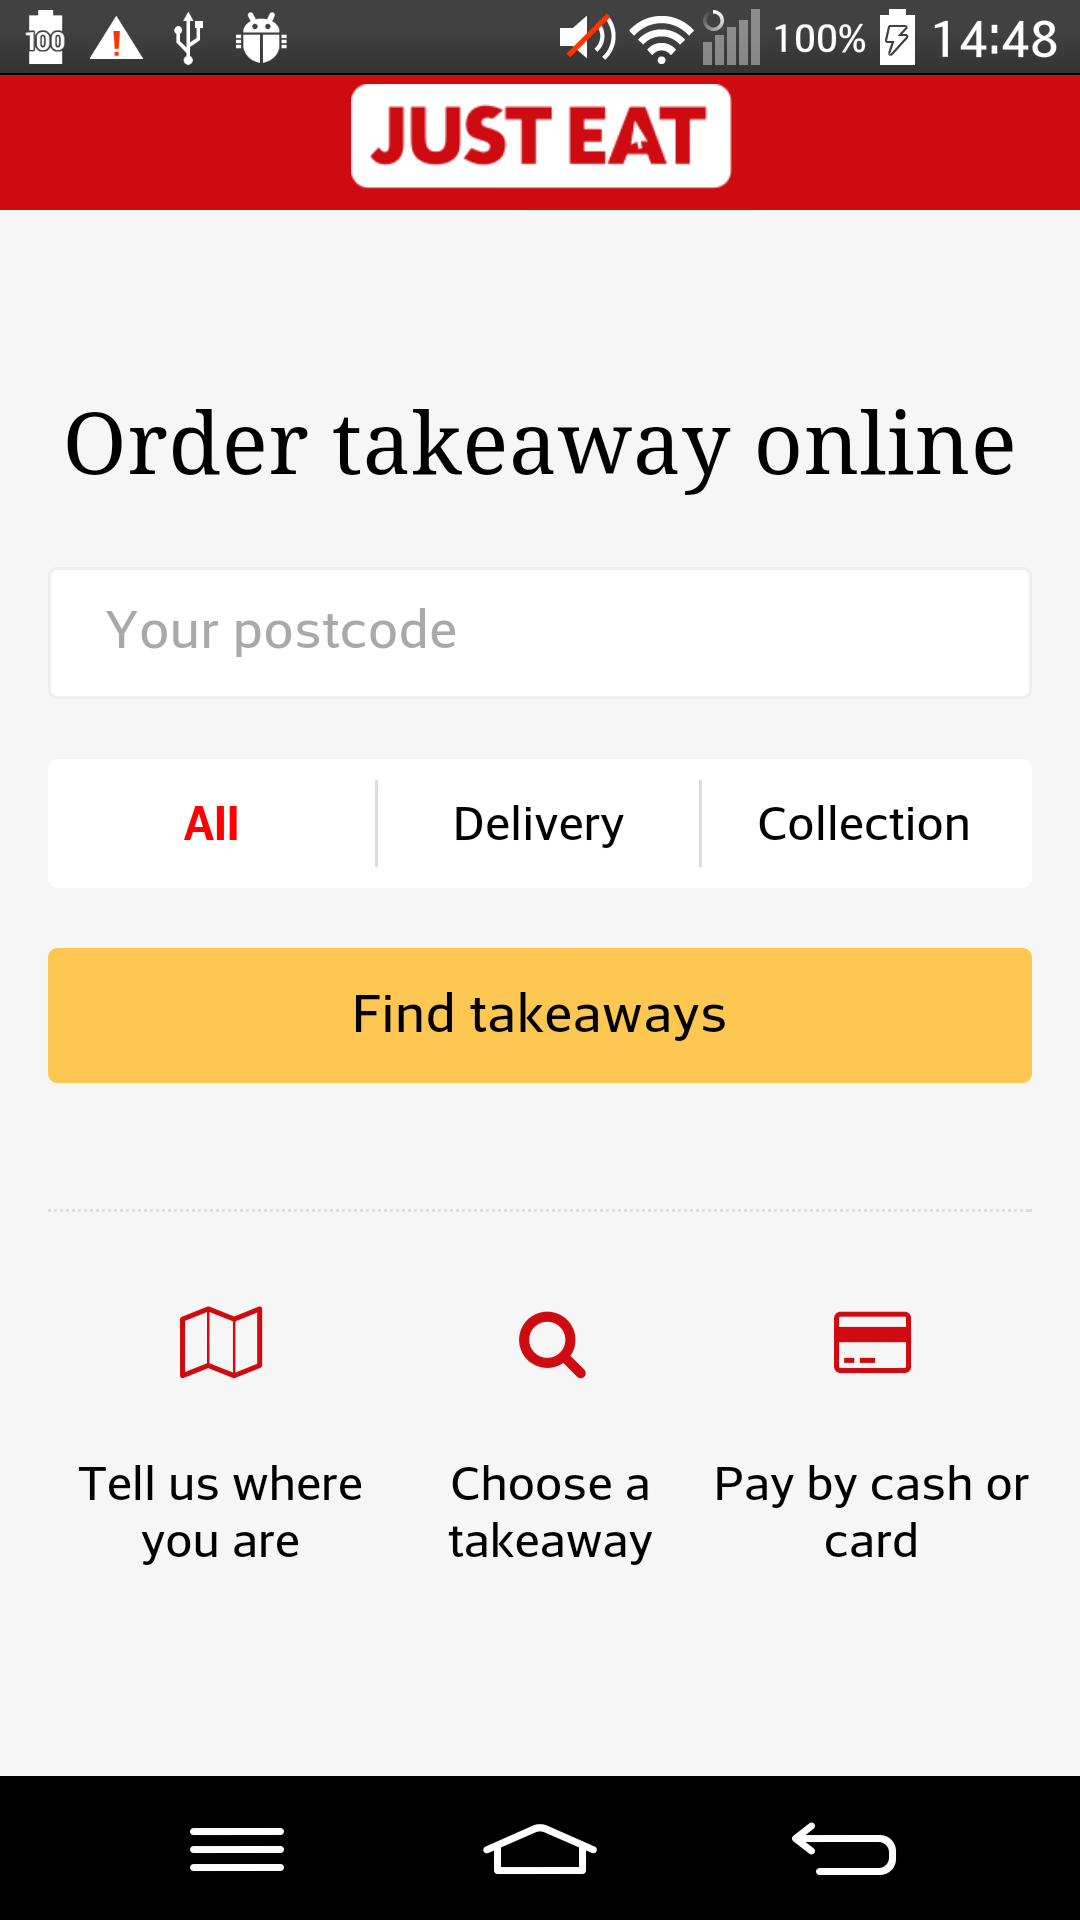 100 100% 14:48
JUST EAT
Order takeaway online
Your postcode
All Delivery Collection
Find takeaways
Tell us where Choose a Pay by cash or
you are takeaway card